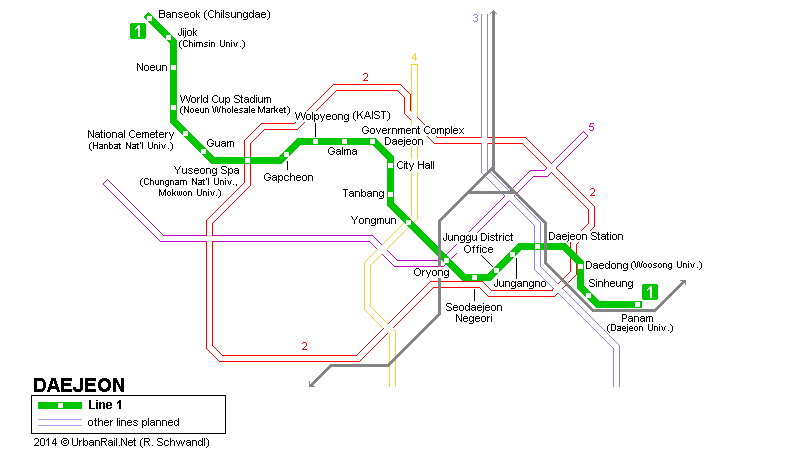 Banseok (Chilsungdae)
1
Jijok
(Chimsin Univ.)
3
Noeun
4
2
World Cup Stadium
(Noeun Wholesale Market)
Wolpyeong (KAIST)
5
National Cemetery
(Hanbat Nat'l Univ.)
Government Complex
Daejeon
Guam
Galma
Yuseong Spa
(Chungnam Nat'l Univ.,
Mokwon Univ.)
Gapcheon
City Hall
Tanbang
2
Yongmun
Junggu District
Office
Daejeon Station
Oryong
Daedong (Woosong Univ.)
Jungangno
Sinheung
1
Seodaejeon
Negeori
Panam
(Daejeon Univ.)
2
DAEJEON
Line 1
other lines planned
2014 © UrbanRail.Net (R. Schwandl)